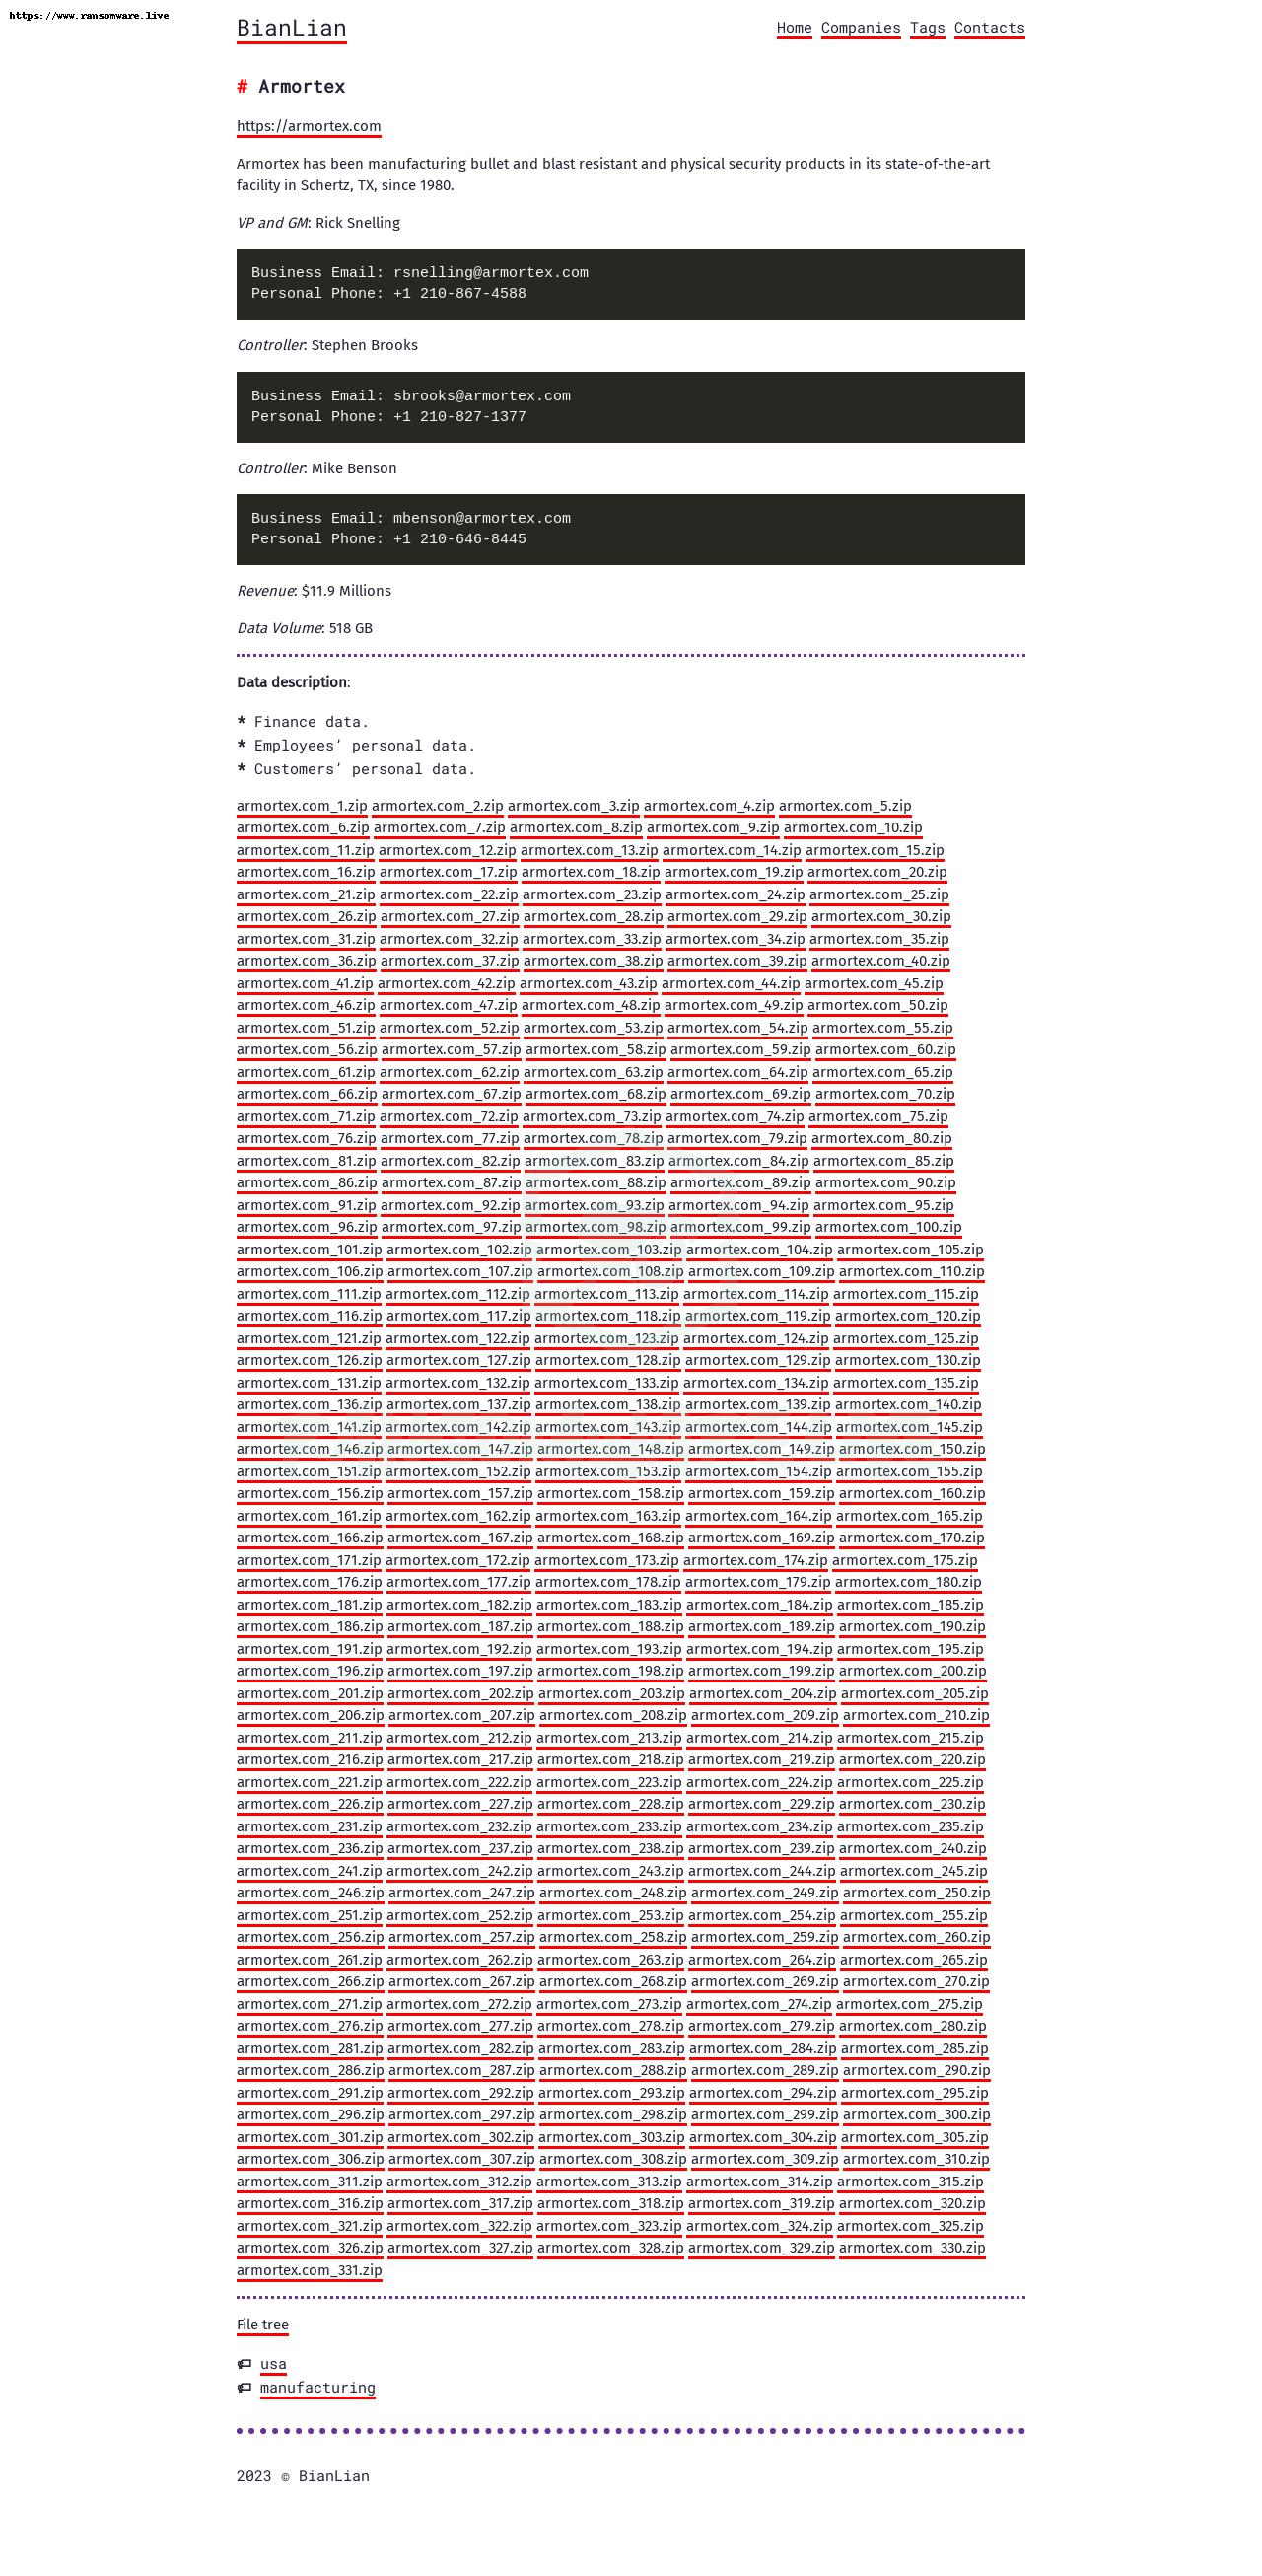 https://www.ransomware.live
BianLian
Home Companies Tags Contacts
# Armortex
https://armortex.com
Armortex has been manufacturing bullet and blast resistant and physical security products in its state-of-the-art
facility in Schertz, TX, since 1980.
VP and GM: Rick Snelling
Business Email: rsnelling@armortex.com
Personal Phone: +1 210-867-4588
Controller: Stephen Brooks
Business Email: sbrooks@armortex.com
Personal Phone: +1 210-827-1377
Controller: Mike Benson
Business Email: mbenson@armortex.com
Personal Phone: +1 210-646-8445
Revenue: $11.9 Millions
Data Volume: 518 GB
Data description:
* Finance data.
* Employees’ personal data.
* Customers’ personal data.
armortex.com_1.zip armortex.com_2.zip armortex.com_3.zip armortex.com_4.zip armortex.com_5.zip
armortex.com_6.zip armortex.com_7.zip armortex.com_8.zip armortex.com_9.zip armortex.com_10.zip
armortex.com_11.zip armortex.com_12.zip armortex.com_13.zip armortex.com_14.zip armortex.com_15.zip
armortex.com_16.zip armortex.com_17.zip armortex.com_18.zip armortex.com_19.zip armortex.com_20.zip
armortex.com_21.zip armortex.com_22.zip armortex.com_23.zip armortex.com_24.zip armortex.com_25.zip
armortex.com_26.zip armortex.com_27.zip armortex.com_28.zip armortex.com_29.zip armortex.com_30.zip
armortex.com_31.zip armortex.com_32.zip armortex.com_33.zip armortex.com_34.zip armortex.com_35.zip
armortex.com_36.zip armortex.com_37.zip armortex.com_38.zip armortex.com_39.zip armortex.com_40.zip
armortex.com_41.zip armortex.com_42.zip armortex.com_43.zip armortex.com_44.zip armortex.com_45.zip
armortex.com_46.zip armortex.com_47.zip armortex.com_48.zip armortex.com_49.zip armortex.com_50.zip
armortex.com_51.zip armortex.com_52.zip armortex.com_53.zip armortex.com_54.zip armortex.com_55.zip
armortex.com_56.zip armortex.com_57.zip armortex.com_58.zip armortex.com_59.zip armortex.com_60.zip
armortex.com_61.zip armortex.com_62.zip armortex.com_63.zip armortex.com_64.zip armortex.com_65.zip
armortex.com_66.zip armortex.com_67.zip armortex.com_68.zip armortex.com_69.zip armortex.com_70.zip
armortex.com_71.zip armortex.com_72.zip armortex.com_73.zip armortex.com_74.zip armortex.com_75.zip
armortex.com_76.zip armortex.com_77.zip armortex.com_78.zip armortex.com_79.zip armortex.com_80.zip
armortex.com_81.zip armortex.com_82.zip armortex.com_83.zip armortex.com_84.zip armortex.com_85.zip
armortex.com_86.zip armortex.com_87.zip armortex.com_88.zip armortex.com_89.zip armortex.com_90.zip
armortex.com_91.zip armortex.com_92.zip armortex.com_93.zip armortex.com_94.zip armortex.com_95.zip
armortex.com_96.zip armortex.com_97.zip armortex.com_98.zip armortex.com_99.zip armortex.com_100.zip
armortex.com_101.zip armortex.com_102.zip armortex.com_103.zip armortex.com_104.zip armortex.com_105.zip
armortex.com_106.zip armortex.com_107.zip armortex.com_108.zip armortex.com_109.zip armortex.com_110.zip
armortex.com_111.zip armortex.com_112.zip armortex.com_113.zip armortex.com_114.zip armortex.com_115.zip
armortex.com_116.zip armortex.com_117.zip armortex.com_118.zip armortex.com_119.zip armortex.com_120.zip
armortex.com_121.zip armortex.com_122.zip armortex.com_123.zip armortex.com_124.zip armortex.com_125.zip
armortex.com_126.zip armortex.com_127.zip armortex.com_128.zip armortex.com_129.zip armortex.com_130.zip
armortex.com_131.zip armortex.com_132.zip armortex.com_133.zip armortex.com_134.zip armortex.com_135.zip
armortex.com_136.zip armortex.com_137.zip armortex.com_138.zip armortex.com_139.zip armortex.com_140.zip
armortex.com_141.zip armortex.com_142.zip armortex.com_143.zip armortex.com_144.zip armortex.com_145.zip
armortex.com_146.zip armortex.com_147.zip armortex.com_148.zip armortex.com_149.zip armortex.com_150.zip
armortex.com_151.zip armortex.com_152.zip armortex.com_153.zip armortex.com_154.zip armortex.com_155.zip
armortex.com_156.zip armortex.com_157.zip armortex.com_158.zip armortex.com_159.zip armortex.com_160.zip
armortex.com_161.zip armortex.com_162.zip armortex.com_163.zip armortex.com_164.zip armortex.com_165.zip
armortex.com_166.zip armortex.com_167.zip armortex.com_168.zip armortex.com_169.zip armortex.com_170.zip
armortex.com_171.zip armortex.com_172.zip armortex.com_173.zip armortex.com_174.zip armortex.com_175.zip
armortex.com_176.zip armortex.com_177.zip armortex.com_178.zip armortex.com_179.zip armortex.com_180.zip
armortex.com_181.zip armortex.com_182.zip armortex.com_183.zip armortex.com_184.zip armortex.com_185.zip
armortex.com_186.zip armortex.com_187.zip armortex.com_188.zip armortex.com_189.zip armortex.com_190.zip
armortex.com_191.zip armortex.com_192.zip armortex.com_193.zip armortex.com_194.zip armortex.com_195.zip
armortex.com_196.zip armortex.com_197.zip armortex.com_198.zip armortex.com_199.zip armortex.com_200.zip
armortex.com_201.zip armortex.com_202.zip armortex.com_203.zip armortex.com_204.zip armortex.com_205.zip
armortex.com_206.zip armortex.com_207.zip armortex.com_208.zip armortex.com_209.zip armortex.com_210.zip
armortex.com_211.zip armortex.com_212.zip armortex.com_213.zip armortex.com_214.zip armortex.com_215.zip
armortex.com_216.zip armortex.com_217.zip armortex.com_218.zip armortex.com_219.zip armortex.com_220.zip
armortex.com_221.zip armortex.com_222.zip armortex.com_223.zip armortex.com_224.zip armortex.com_225.zip
armortex.com_226.zip armortex.com_227.zip armortex.com_228.zip armortex.com_229.zip armortex.com_230.zip
armortex.com_231.zip armortex.com_232.zip armortex.com_233.zip armortex.com_234.zip armortex.com_235.zip
armortex.com_236.zip armortex.com_237.zip armortex.com_238.zip armortex.com_239.zip armortex.com_240.zip
armortex.com_241.zip armortex.com_242.zip armortex.com_243.zip armortex.com_244.zip armortex.com_245.zip
armortex.com_246.zip armortex.com_247.zip armortex.com_248.zip armortex.com_249.zip armortex.com_250.zip
armortex.com_251.zip armortex.com_252.zip armortex.com_253.zip armortex.com_254.zip armortex.com_255.zip
armortex.com_256.zip armortex.com_257.zip armortex.com_258.zip armortex.com_259.zip armortex.com_260.zip
armortex.com_261.zip armortex.com_262.zip armortex.com_263.zip armortex.com_264.zip armortex.com_265.zip
armortex.com_266.zip armortex.com_267.zip armortex.com_268.zip armortex.com_269.zip armortex.com_270.zip
armortex.com_271.zip armortex.com_272.zip armortex.com_273.zip armortex.com_274.zip armortex.com_275.zip
armortex.com_276.zip armortex.com_277.zip armortex.com_278.zip armortex.com_279.zip armortex.com_280.zip
armortex.com_281.zip armortex.com_282.zip armortex.com_283.zip armortex.com_284.zip armortex.com_285.zip
armortex.com_286.zip armortex.com_287.zip armortex.com_288.zip armortex.com_289.zip armortex.com_290.zip
armortex.com_291.zip armortex.com_292.zip armortex.com_293.zip armortex.com_294.zip armortex.com_295.zip
armortex.com_296.zip armortex.com_297.zip armortex.com_298.zip armortex.com_299.zip armortex.com_300.zip
armortex.com_301.zip armortex.com_302.zip armortex.com_303.zip armortex.com_304.zip armortex.com_305.zip
armortex.com_306.zip armortex.com_307.zip armortex.com_308.zip armortex.com_309.zip armortex.com_310.zip
armortex.com_311.zip armortex.com_312.zip armortex.com_313.zip armortex.com_314.zip armortex.com_315.zip
armortex.com_316.zip armortex.com_317.zip armortex.com_318.zip armortex.com_319.zip armortex.com_320.zip
armortex.com_321.zip armortex.com_322.zip armortex.com_323.zip armortex.com_324.zip armortex.com_325.zip
armortex.com_326.zip armortex.com_327.zip armortex.com_328.zip armortex.com_329.zip armortex.com_330.zip
armortex.com_331.zip
File tree
usa
manufacturing
2023 © BianLian